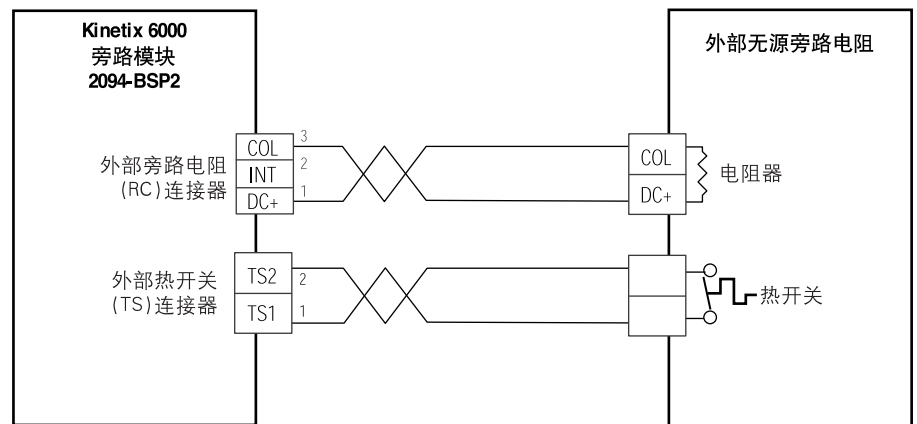 Kinetix 6000
旁路模块
2094-BSP2
外部无源旁路电阻
外部旁路电阻
(RC)连接器
COL
3
INT
2
DC+
1
COL
DC+
电阻器
外部热开关
(TS)连接器
TS2
2
TS1
1
热开关